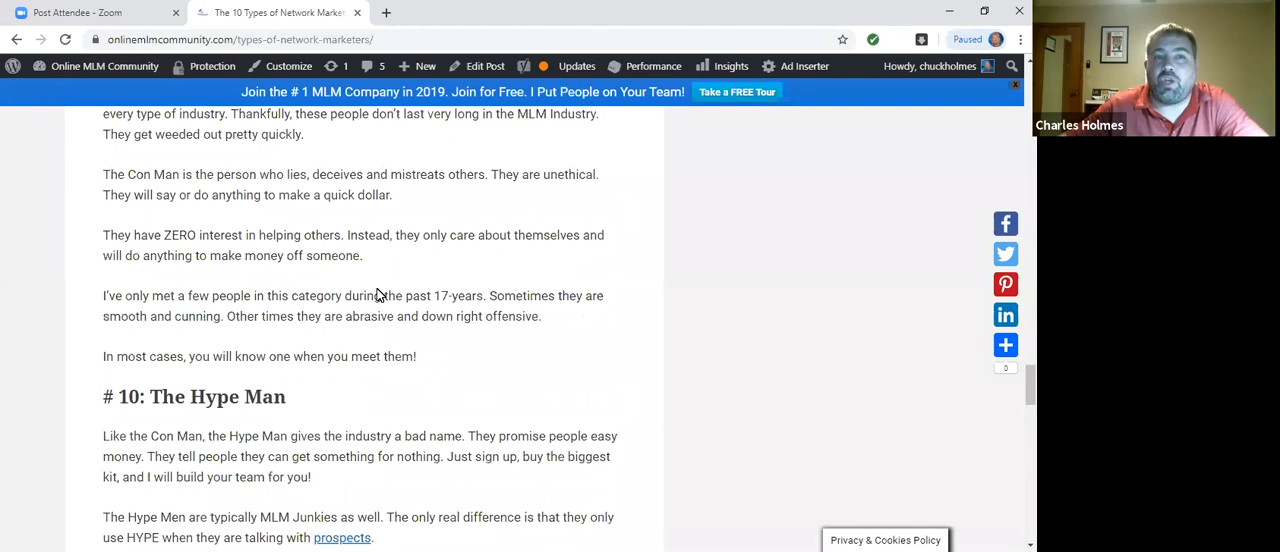 Post Attendee - Zoom
The 10 Types of Network Market
onlinemlmcommunity.com/types-of-network-marketers/
Paused
Online MLM Community
Protection
Customize
1
5
New
Edit Post
Updates
Performance
Insights
Ad Inserter
Howdy, chuckholmes
Join the # 1 MLM Company in 2019. Join for Free. I Put People on Your Team!
Take a FREE Tour
x
Charles Holmes
every type of industry. Thankfully, these people don't last very long in the MLM Industry.
They get weeded out pretty quickly.
The Con Man is the person who lies, deceives and mistreats others. They are unethical.
They will say or do anything to make a quick dollar.
They have ZERO interest in helping others. Instead, they only care about themselves and
will do anything to make money off someone.
I've only met a few people in this category during the past 17-years. Sometimes they are
smooth and cunning. Other times they are abrasive and down right offensive.
In most cases, you will know one when you meet them!
# 10: The Hype Man
Like the Con Man, the Hype Man gives the industry a bad name. They promise people easy
money. They tell people they can get something for nothing. Just sign up, buy the biggest
kit, and I will build your team for you!
The Hype Men are typically MLM Junkies as well. The only real difference is that they only
use HYPE when they are talking with prospects.
0
Privacy & Cookies Policy